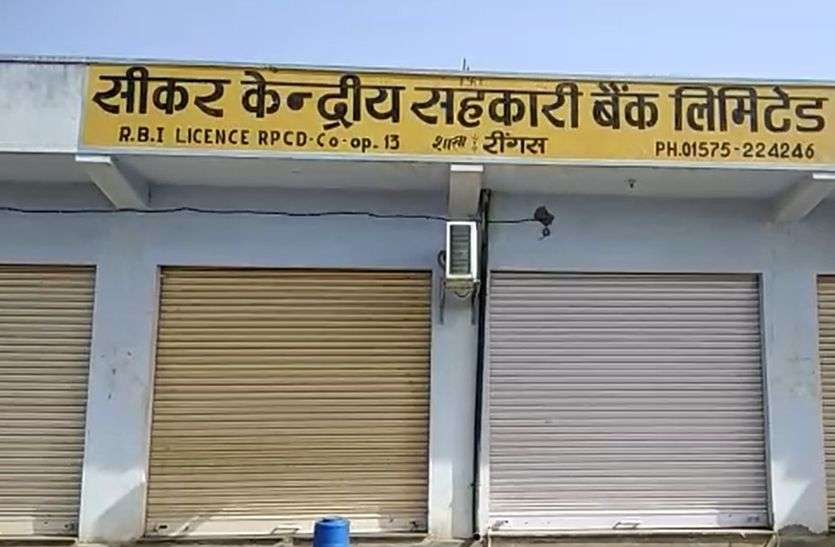 सीकर केन्द्रीय सहकारी बैंक लिमिटेड
R.B.I LICENCE RPCD-Co-op. 13 शाखा : रींगस PH.01575-224246